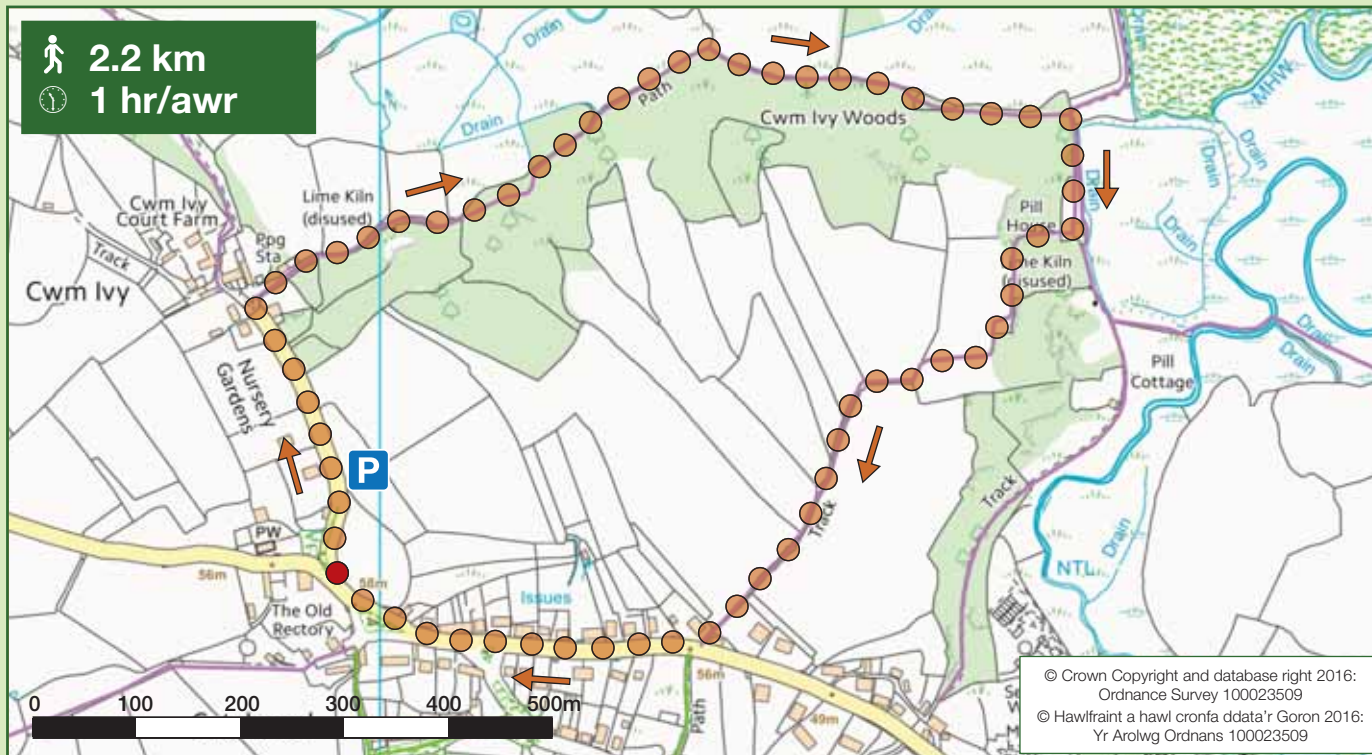 2.2 km
1 hr/awr
Drain
Drain
Drain
MHW
Path
Cwm Ivy Woods
Drain
Drain
Drain
Drain
Drain
Cwm Ivy
Court Farm
Lime Kiln
(disused)
Ppg
Sta
Track
Cwm Ivy
Pill
House
Lime Kiln
(disused)
Drain
Drain
Pill
Cottage
Nursery
Gardens
P
Track
Track
PW
56m
58m
Issues
Drain
NTL
The Old
Rectory
56m
Path
49m
0 100 200 300 400 500m
© Crown Copyright and database right 2016:
Ordnance Survey 100023509
© Hawlfraint a hawl cronfa ddata'r Goron 2016:
Yr Arolwg Ordnans 100023509